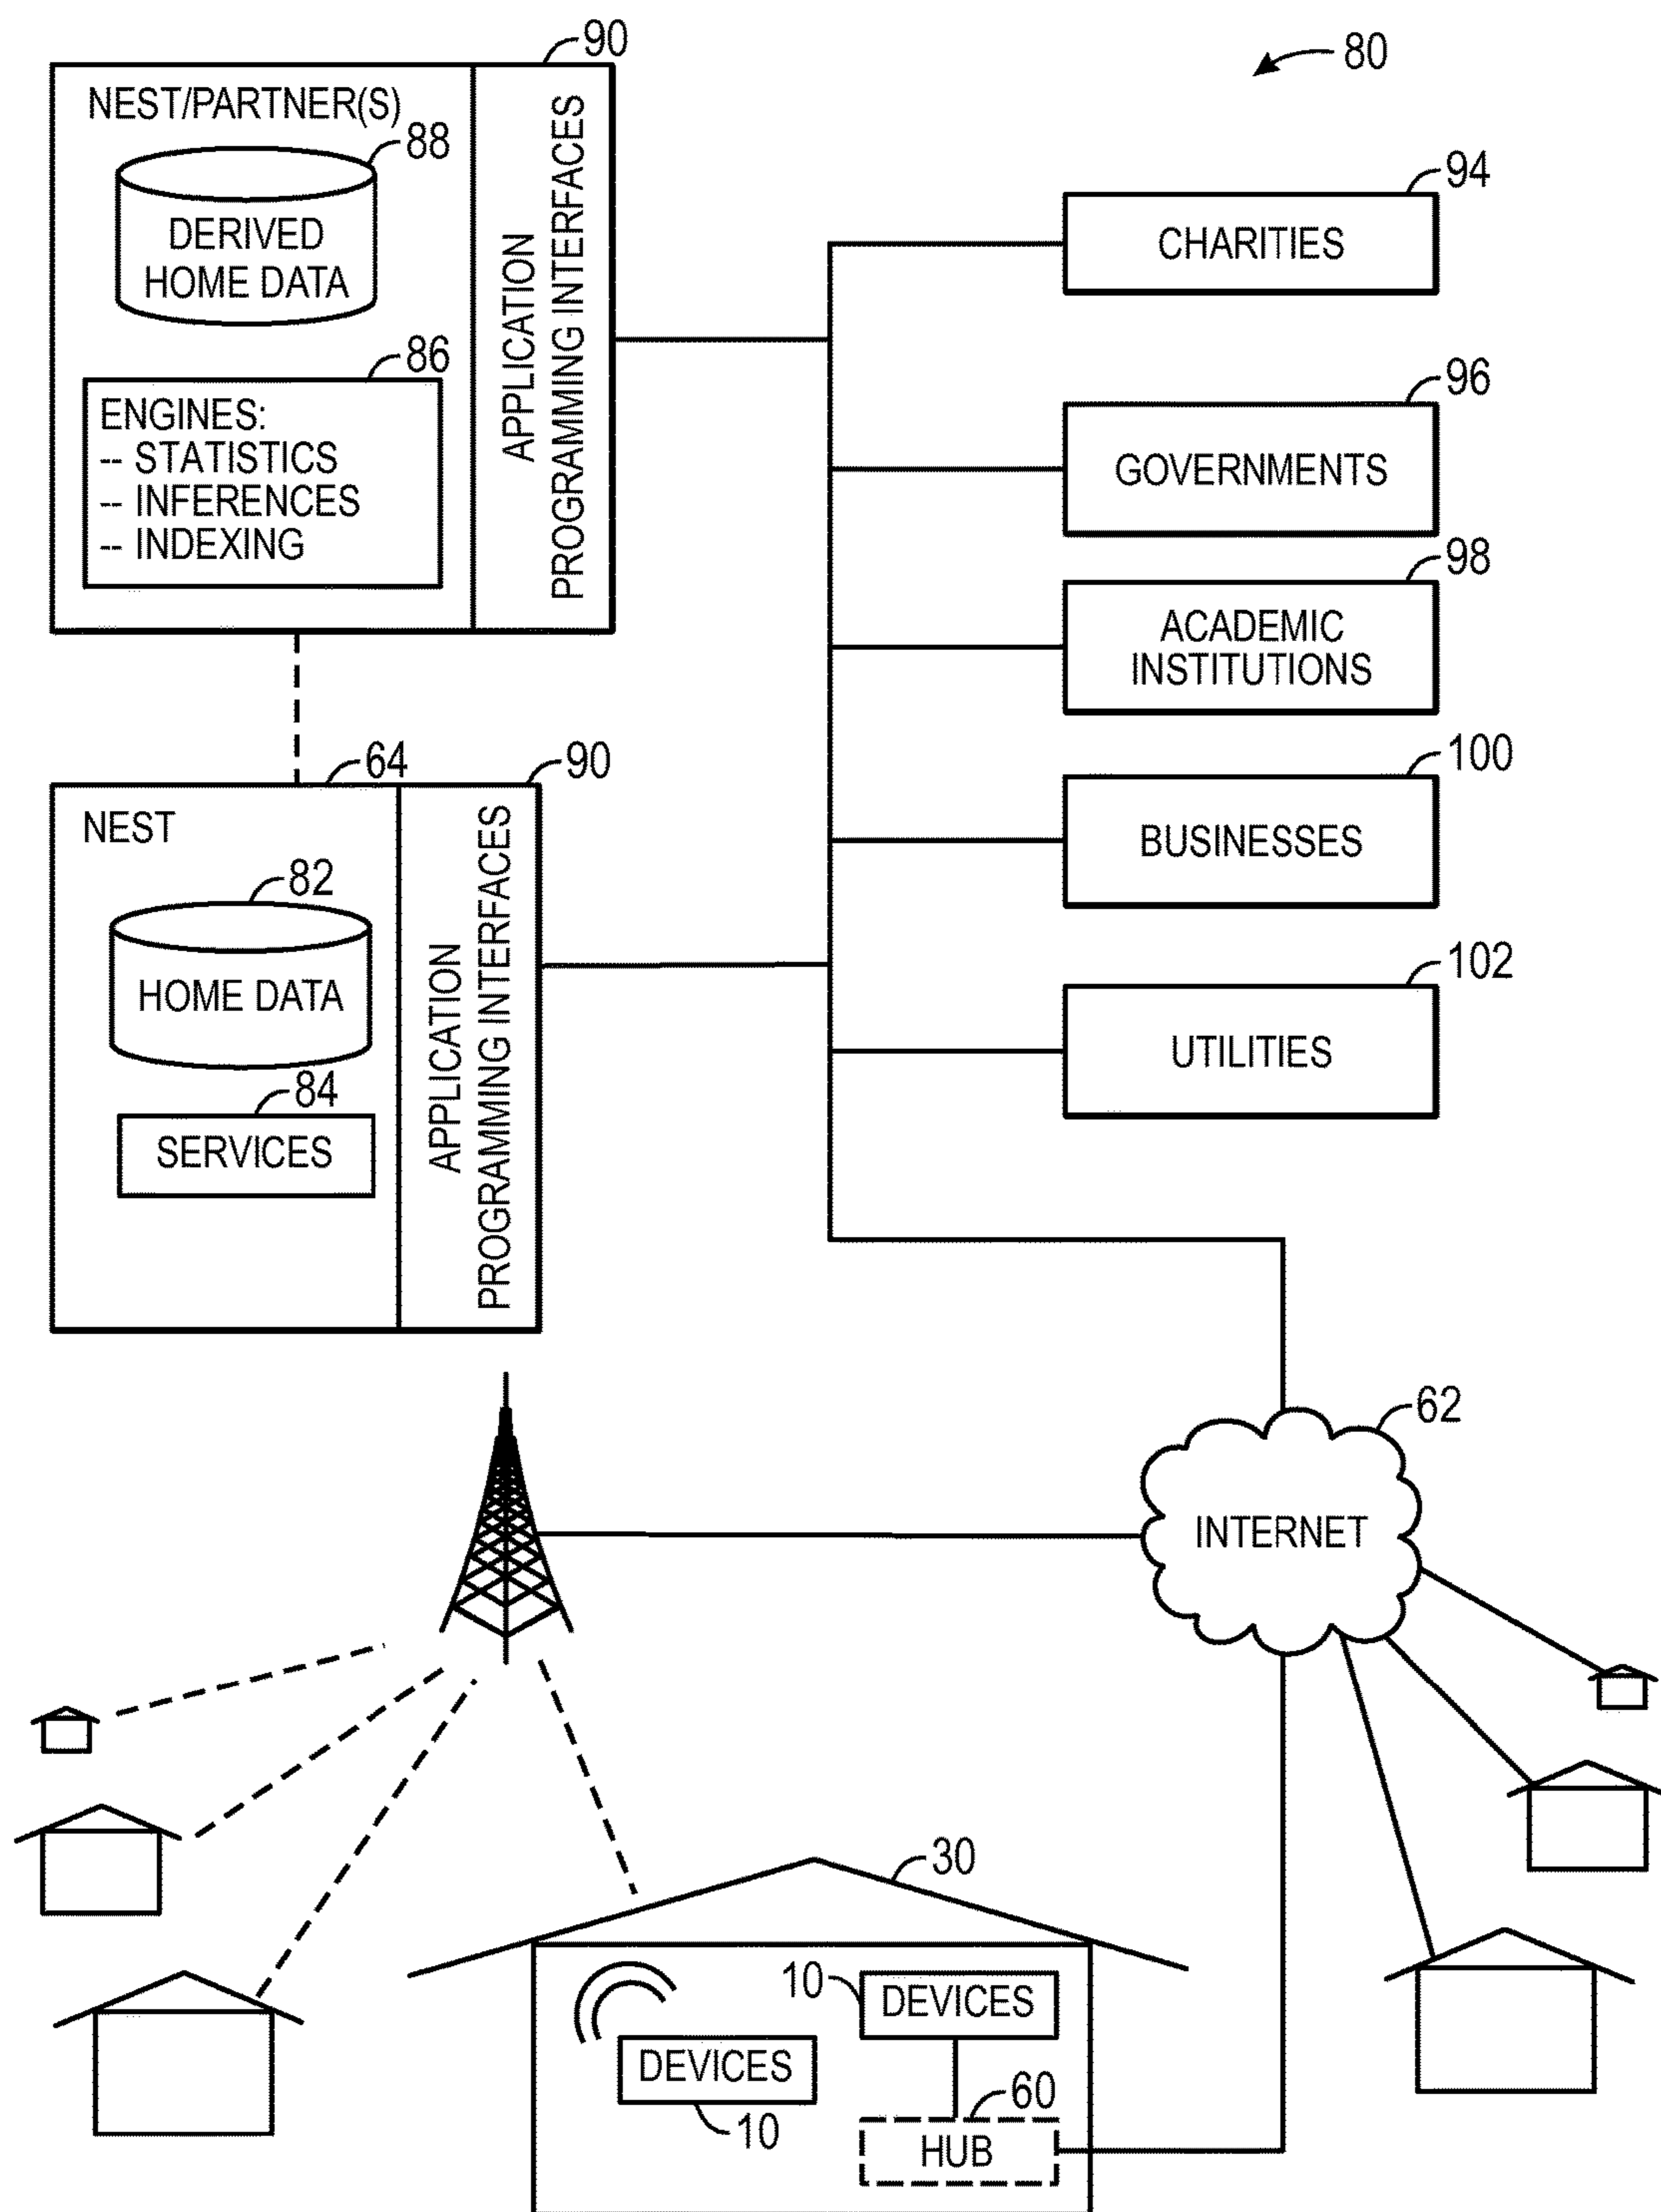 90
80
NEST/PARTNER(S)
88
DERIVED
HOME DATA
86
ENGINES:
-- STATISTICS
-- INFERENCES
-- INDEXING
APPLICATION
PROGRAMMING INTERFACES
94
CHARITIES
96
GOVERNMENTS
98
ACADEMIC
INSTITUTIONS
100
BUSINESSES
102
UTILITIES
64
90
NEST
82
HOME DATA
84
SERVICES
APPLICATION
PROGRAMMING INTERFACES
62
INTERNET
30
10
DEVICES
DEVICES
10
60
HUB